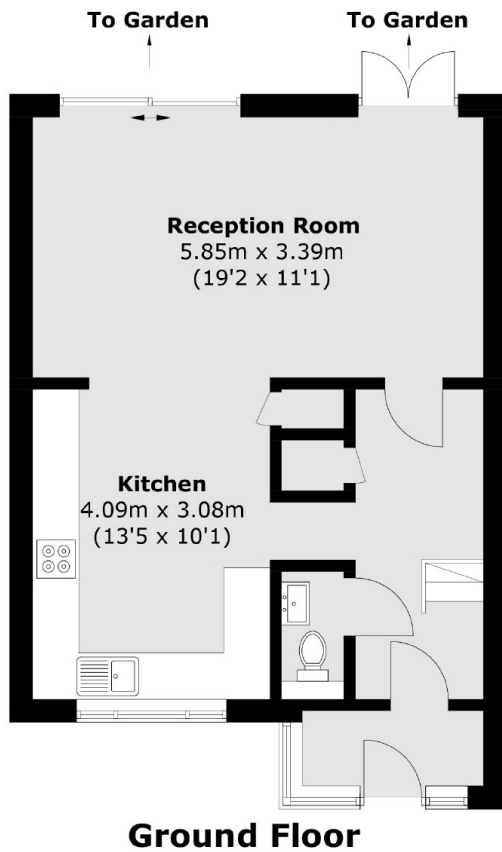 To Garden
To Garden
Reception Room
5.85m x 3.39m
(19'2 x 11'1)
Kitchen
4.09m x 3.08m
(13'5 x 10'1)
Ground Floor